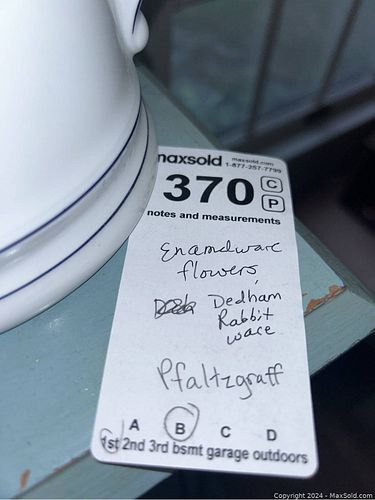 maxsold maxsold.com
1-877-257-7799
370 C
P
notes and measurements
Enamelware
flowers,
Dedham
Rabbit
ware
Pfaltzgraff
A B C D
1st 2nd 3rd bsmt garage outdoors
Copyright 2024 - MaxSold.com